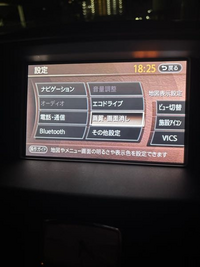 設定
18:25
戻る
ナビゲーション
音量調整
オーディオ
エコドライブ
地図表示設定
電話・通信
画質・画面消し
ビュー切替
Bluetooth
その他設定
施設アイコン
VICS
地図やメニュー画面の明るさや表示色を設定できます